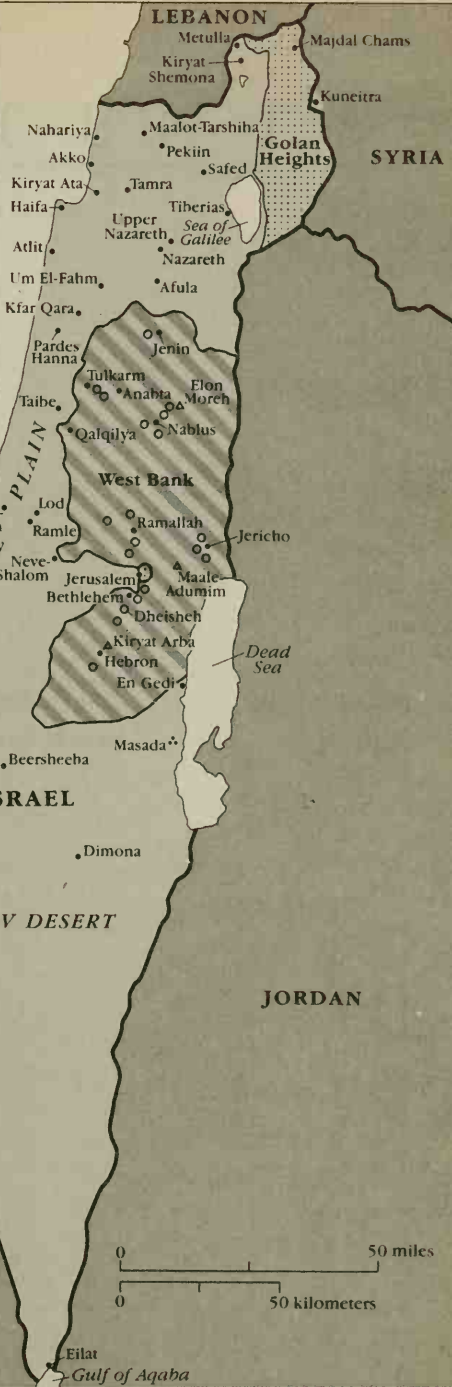 LEBANON
Metulla
Majdal Chams
Kiryat
Shemona
Kuneitra
Nahariya
Maalot-Tarshiha
Golan
Heights
Akko
Pekiin
SYRIA
Safed
Kiryat Ata
Tamra
Haifa
Tiberias
Upper
Nazareth
Sea of
Galilee
Atlit
Nazareth
Um El-Fahm
Afula
Kfar Qara
Pardes
Hanna
Jenin
Tulkarm
Elon
Moreh
Taibe
Anabta
Qalqilya
Nablus
PLAIN
West Bank
Lod
Ramallah
Ramle
Jericho
Neve-
Shalom
Jerusalem
Maale-
Adumim
Bethlehem
Dheisheh
Kiryat Arba
Dead
Sea
Hebron
En Gedi
Masada
Beersheeba
SRAEL
Dimona
V DESERT
JORDAN
0
50 miles
0
50 kilometers
Eilat
Gulf of Aqaba